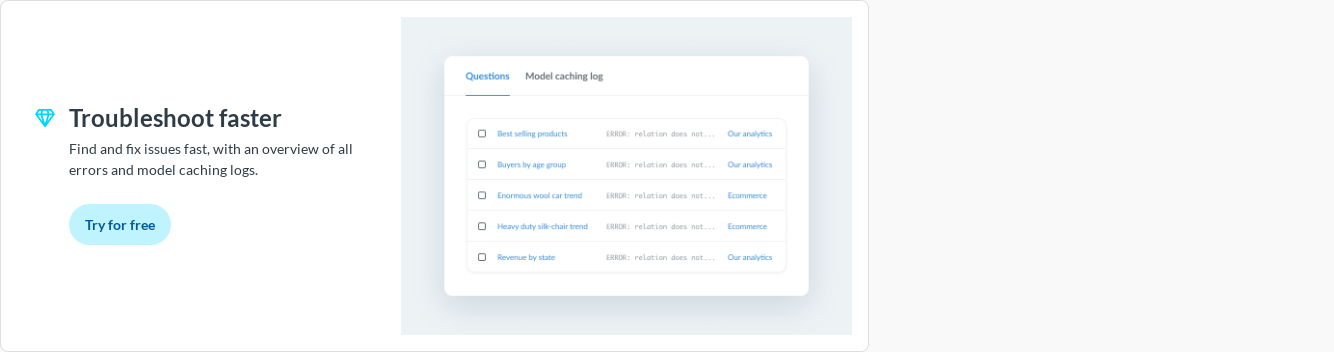 Troubleshoot faster
Find and fix issues fast, with an overview of all
errors and model caching logs.
Try for free
Questions Model caching log
Best selling products ERROR: relation does not... Our analytics
Buyers by age group ERROR: relation does not... Our analytics
Enormous wool car trend ERROR: relation does not... Ecommerce
Heavy duty silk-chair trend ERROR: relation does not... Ecommerce
Revenue by state ERROR: relation does not... Our analytics